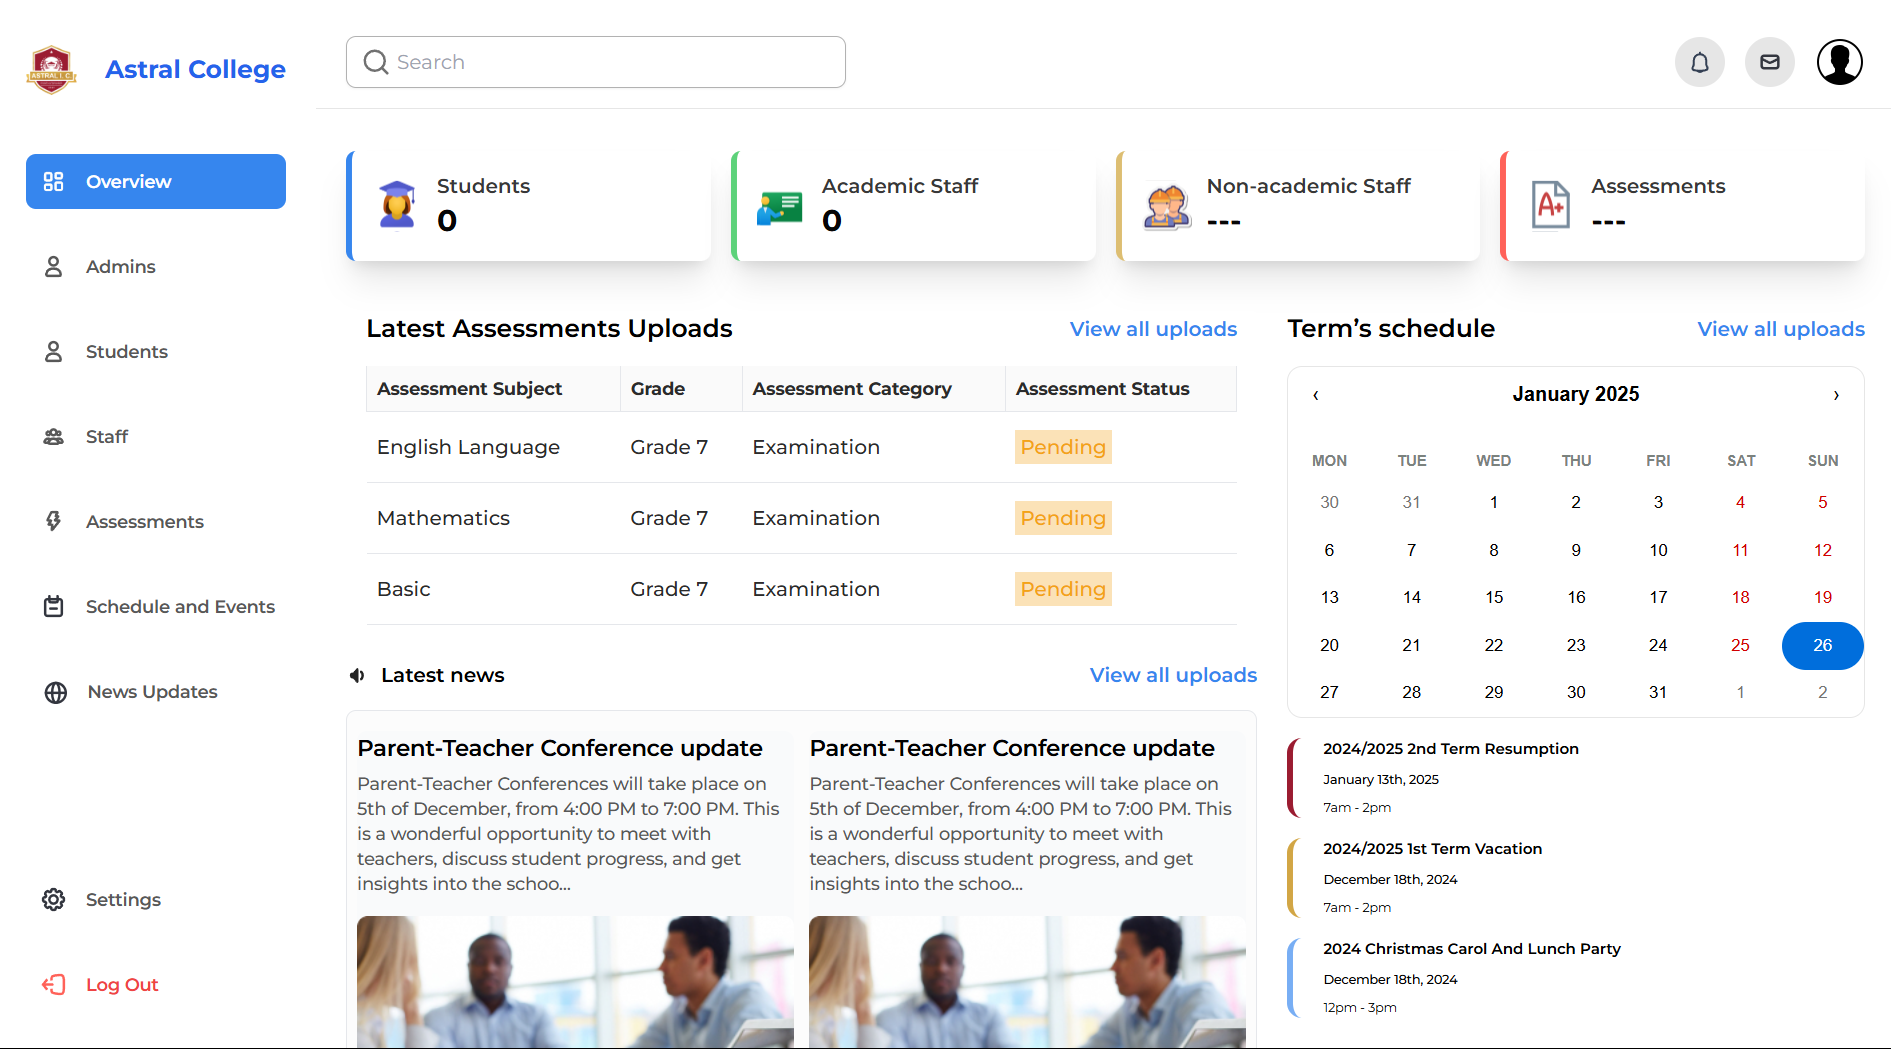 ASTRAL I. C
Astral College
Search
Overview
Admins
Students
Staff
Assessments
Schedule and Events
News Updates
Settings
Log Out
Students
0
Academic Staff
0
Non-academic Staff
---
A+
Assessments
---
Latest Assessments Uploads
View all uploads
Assessment Subject Grade Assessment Category Assessment Status
English Language Grade 7 Examination Pending
Mathematics Grade 7 Examination Pending
Basic Grade 7 Examination Pending
Latest news
View all uploads
Parent-Teacher Conference update
Parent-Teacher Conferences will take place on
5th of December, from 4:00 PM to 7:00 PM. This
is a wonderful opportunity to meet with
teachers, discuss student progress, and get
insights into the schoo...
Parent-Teacher Conference update
Parent-Teacher Conferences will take place on
5th of December, from 4:00 PM to 7:00 PM. This
is a wonderful opportunity to meet with
teachers, discuss student progress, and get
insights into the schoo...
Term’s schedule
View all uploads
‹ January 2025 ›
MON TUE WED THU FRI SAT SUN
30 31 1 2 3 4 5
6 7 8 9 10 11 12
13 14 15 16 17 18 19
20 21 22 23 24 25 26
27 28 29 30 31 1 2
2024/2025 2nd Term Resumption
January 13th, 2025
7am - 2pm
2024/2025 1st Term Vacation
December 18th, 2024
7am - 2pm
2024 Christmas Carol And Lunch Party
December 18th, 2024
12pm - 3pm